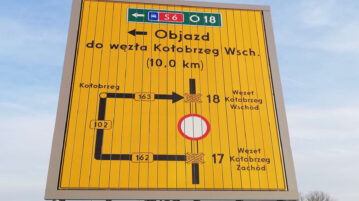 S6 O 18
Objazd
do węzła Kołobrzeg Wsch.
(10,0 km)
Kołobrzeg
163
18
Węzeł
Kołobrzeg
Wschód
102
162
17
Węzeł
Kołobrzeg
Zachód